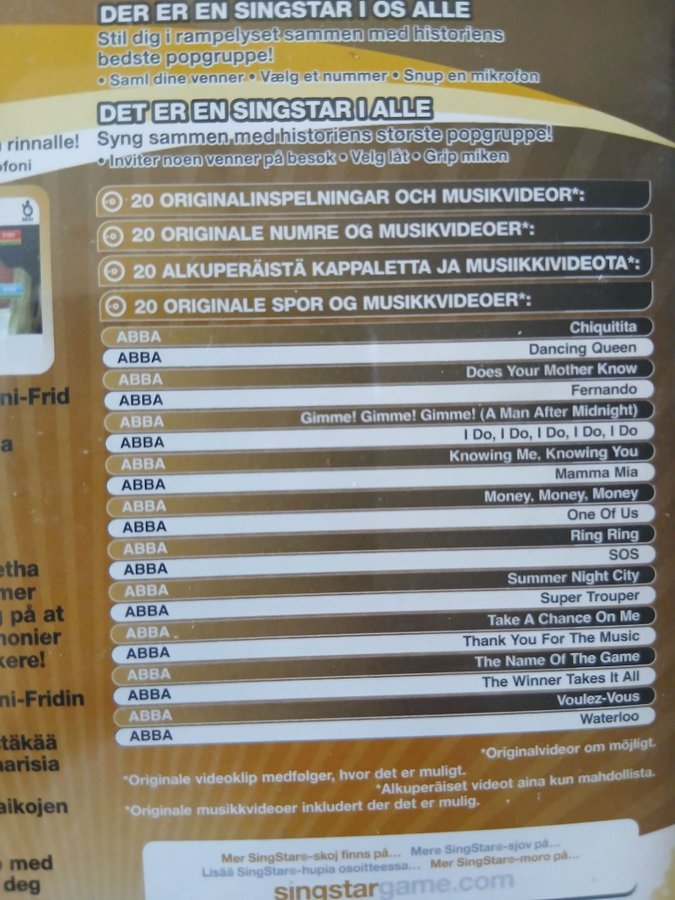 DER ER EN SINGSTAR I OS ALLE
Stil dig i rampelyset sammen med historiens
bedste popgruppe!
• Saml dine venner • Vælg et nummer • Snup en mikrofon
DET ER EN SINGSTAR I ALLE
rinnalle!
Syng sammen med historiens største popgruppe!
ofoni
• Inviter noen venner på besøk • Velg låt • Grip miken
20 ORIGINALINSPELNINGAR OCH MUSIKVIDEOR*:
20 ORIGINALE NUMRE OG MUSIKVIDEOER*:
20 ALKUPERÄISTÄ KAPPALETTA JA MUSIIKKIVIDEOTA*:
20 ORIGINALE SPOR OG MUSIKKVIDEOER*:
ABBA Chiquitita
ABBA Dancing Queen
ABBA Does Your Mother Know
ABBA Fernando
ABBA Gimme! Gimme! Gimme! (A Man After Midnight)
ABBA I Do, I Do, I Do, I Do, I Do
ABBA Knowing Me, Knowing You
ABBA Mamma Mia
ABBA Money, Money, Money
ABBA One Of Us
ABBA Ring Ring
ABBA SOS
ABBA Summer Night City
ABBA Super Trouper
ABBA Take A Chance On Me
ABBA Thank You For The Music
ABBA The Name Of The Game
ABBA The Winner Takes It All
ABBA Voulez-Vous
ABBA Waterloo
*Originalvideor om möjligt.
*Originale videoklip medfølger, hvor det er muligt.
*Alkuperäiset videot aina kun mahdollista.
*Originale musikkvideoer inkludert der det er mulig.
Mer SingStar®-skoj finns på... Mere SingStar®-sjov på...
Lisää SingStar®-hupia osoitteessa... Mer SingStar®-moro på...
singstargame.com
ni-Frid
a
etha
mer
g på at
monier
kere!
ni-Fridin
stäkää
narisia
aikojen
e med
deg